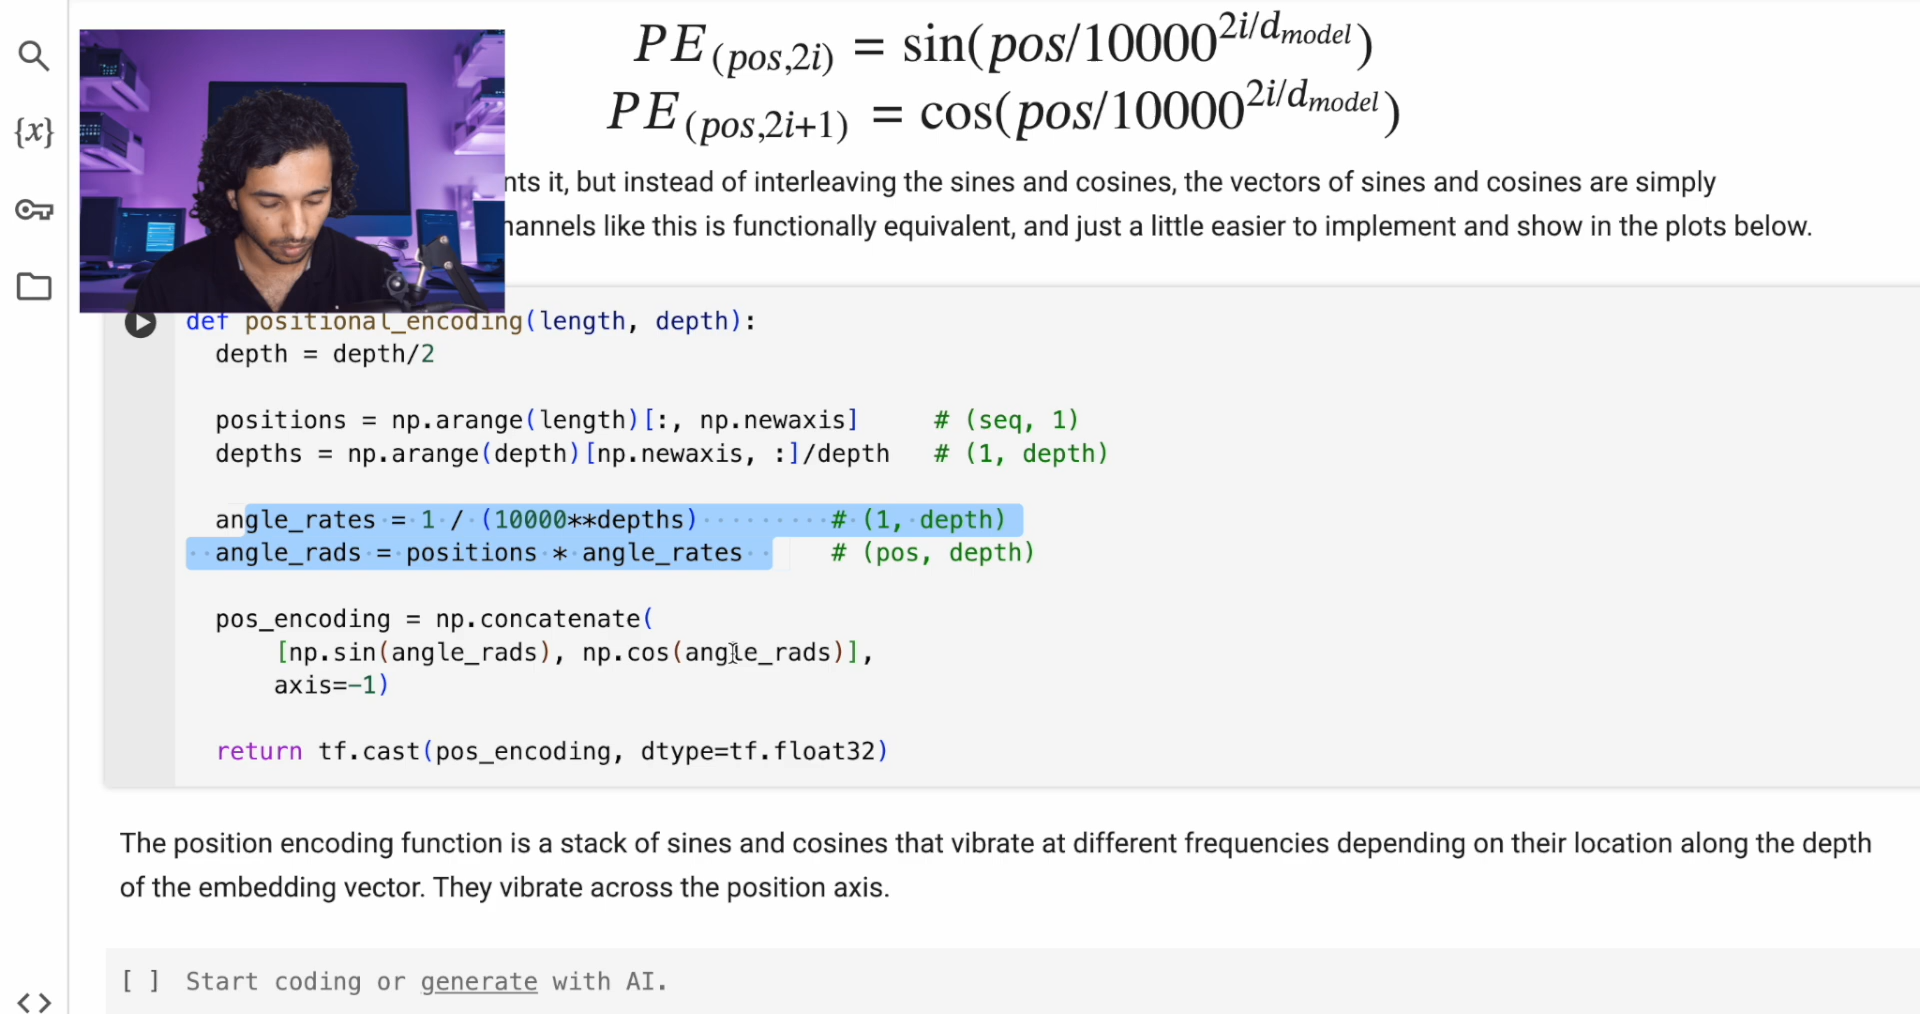 PE(pos,2i) = sin(pos/10000^2i/dmodel)
PE(pos,2i+1) = cos(pos/10000^2i/dmodel)
{x}
it, but instead of interleaving the sines and cosines, the vectors of sines and cosines are simply
like this is functionally equivalent, and just a little easier to implement and show in the plots below.
def positional_encoding(length, depth):
  depth = depth/2
  positions = np.arange(length)[:, np.newaxis]     # (seq, 1)
  depths = np.arange(depth)[np.newaxis, :]/depth   # (1, depth)
  angle_rates = 1 / (10000**depths)         # (1, depth)
  angle_rads = positions * angle_rates      # (pos, depth)
  pos_encoding = np.concatenate(
      [np.sin(angle_rads), np.cos(angle_rads)],
      axis=-1)
  return tf.cast(pos_encoding, dtype=tf.float32)
The position encoding function is a stack of sines and cosines that vibrate at different frequencies depending on their location along the depth
of the embedding vector. They vibrate across the position axis.
[ ] Start coding or generate with AI.
<>